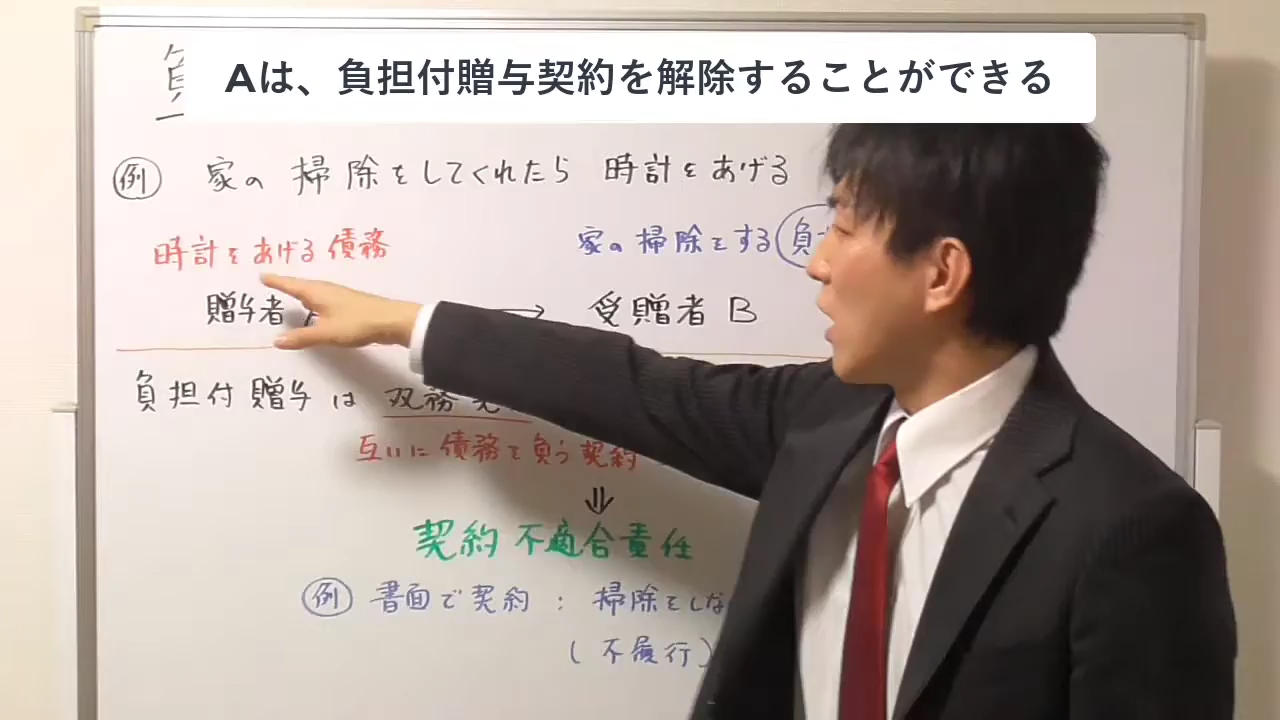 Aは、負担付贈与契約を解除することができる
例 家の掃除をしてくれたら 時計をあげる
時計をあげる債務
家の掃除をする負
贈与者 → 受贈者 B
負担付贈与は 双務
互いに債務を負う契約
⇓
契約不適合責任
例 書面で契約 : 掃除をしな
(不履行)